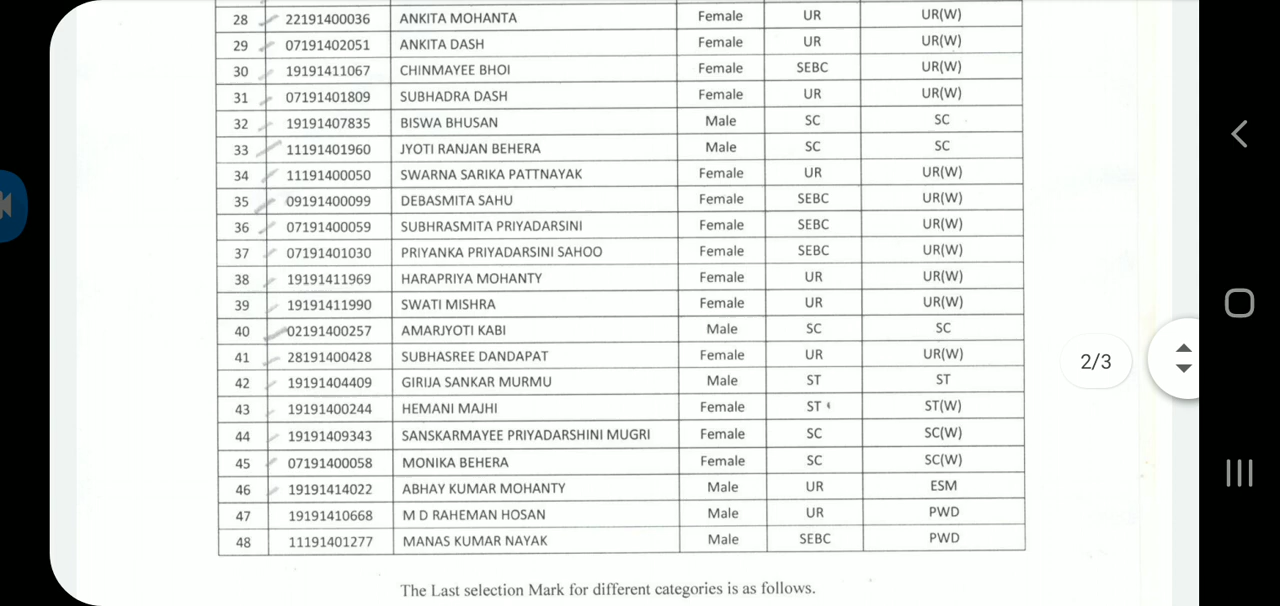 28 22191400036 ANKITA MOHANTA Female UR UR(W)
29 07191402051 ANKITA DASH Female UR UR(W)
30 19191411067 CHINMAYEE BHOI Female SEBC UR(W)
31 07191401809 SUBHADRA DASH Female UR UR(W)
32 19191407835 BISWA BHUSAN Male SC SC
33 11191401960 JYOTI RANJAN BEHERA Male SC SC
34 11191400050 SWARNA SARIKA PATTNAYAK Female UR UR(W)
35 09191400099 DEBASMITA SAHU Female SEBC UR(W)
36 07191400059 SUBHRASMITA PRIYADARSINI Female SEBC UR(W)
37 07191401030 PRIYANKA PRIYADARSINI SAHOO Female SEBC UR(W)
38 19191411969 HARAPRIYA MOHANTY Female UR UR(W)
39 19191411990 SWATI MISHRA Female UR UR(W)
40 02191400257 AMARJYOTI KABI Male SC SC
41 28191400428 SUBHASREE DANDAPAT Female UR UR(W)
42 19191404409 GIRIJA SANKAR MURMU Male ST ST
43 19191400244 HEMANI MAJHI Female ST ST(W)
44 19191409343 SANSKARMAYEE PRIYADARSHINI MUGRI Female SC SC(W)
45 07191400058 MONIKA BEHERA Female SC SC(W)
46 19191414022 ABHAY KUMAR MOHANTY Male UR ESM
47 19191410668 M D RAHEMAN HOSAN Male UR PWD
48 11191401277 MANAS KUMAR NAYAK Male SEBC PWD
The Last selection Mark for different categories is as follows.
2/3